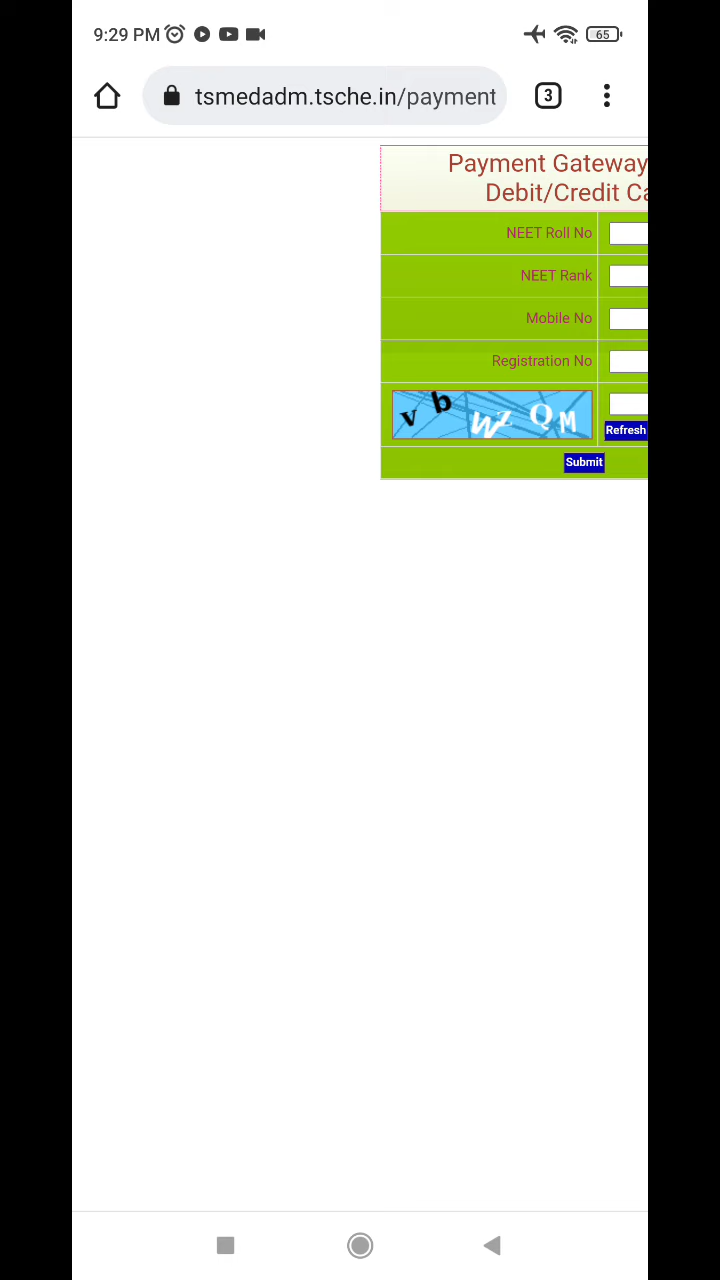 9:29 PM
65
tsmedadm.tsche.in/payment
3
Payment Gateway
Debit/Credit Ca
NEET Roll No
NEET Rank
Mobile No
Registration No
v b W z Q M
Refresh
Submit